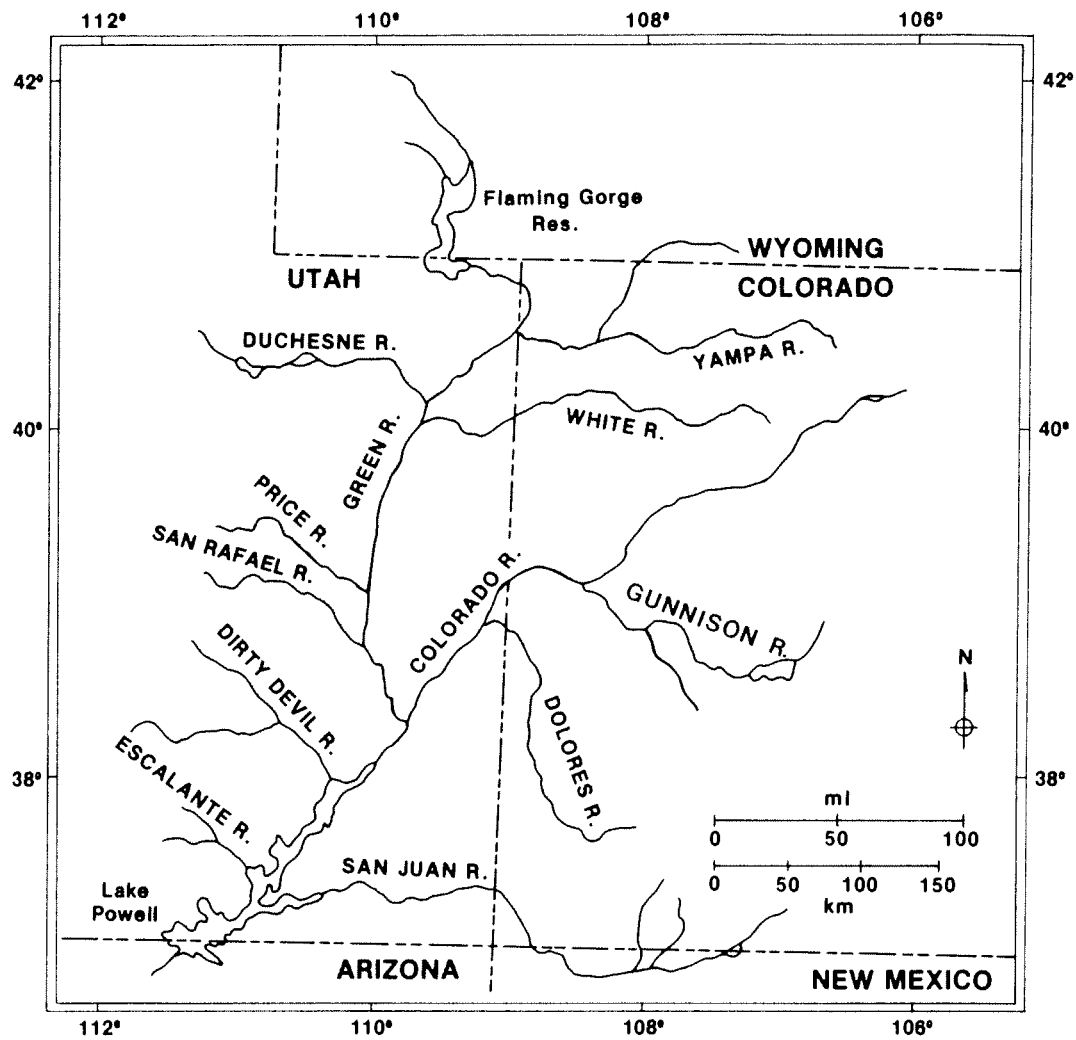 112° 110° 108° 106°
42° 42°
Flaming Gorge
Res.
WYOMING
UTAH
COLORADO
DUCHESNE R.
YAMPA R.
WHITE R.
40° 40°
GREEN R.
PRICE R.
SAN RAFAEL R.
COLORADO R.
GUNNISON R.
DIRTY DEVIL R.
N
DOLORES R.
ESCALANTE R.
38° 38°
mi
0 50 100
SAN JUAN R.
0 50 100 150
km
Lake
Powell
ARIZONA
NEW MEXICO
112° 110° 108° 106°